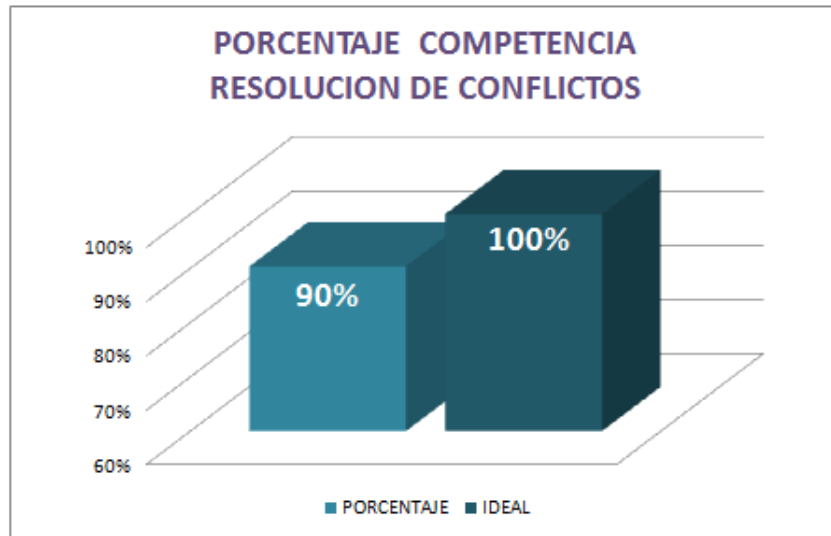 PORCENTAJE COMPETENCIA
RESOLUCION DE CONFLICTOS
100%
90%
80%
70%
60%
90%
100%
PORCENTAJE IDEAL